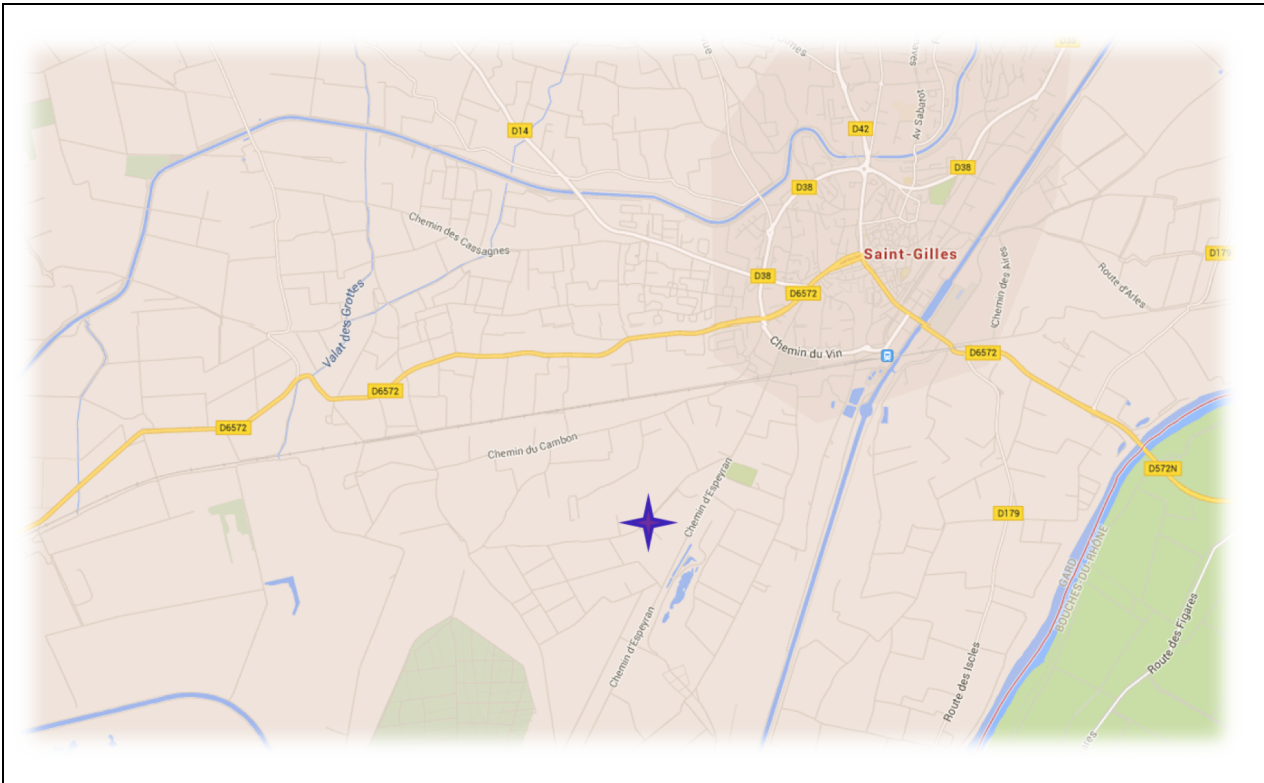 D14
D42
Av Sabatot
D38
D38
Chemin des Cassagnes
Saint-Gilles
D179
Chemin des Aires
Route d'Arles
D38
D6572
Valat des Grottes
Chemin du Vin
D6572
D6572
D6572
Chemin du Cambon
D572N
Chemin d'Espeyran
D179
GARD
BOUCHES-DU-RHÔNE
Chemin d'Espeyran
Route des Iscles
Route des Figares